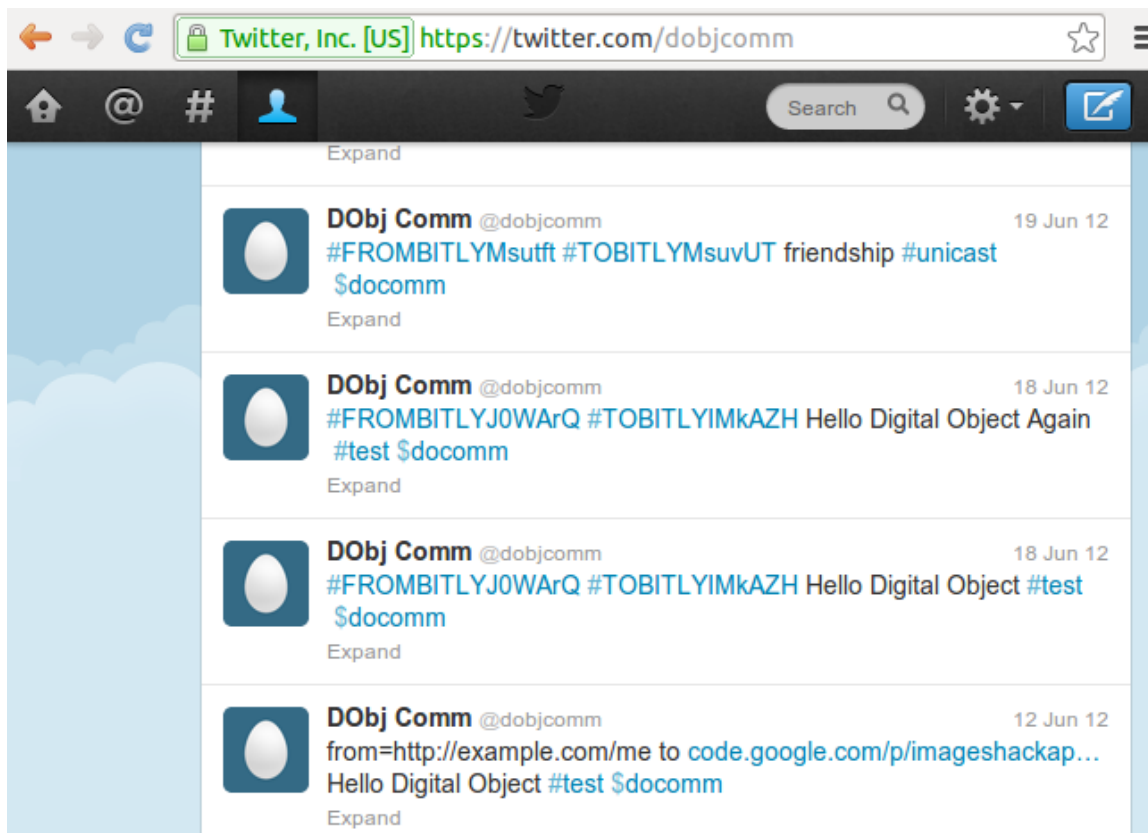 Twitter, Inc. [US] https://twitter.com/dobjcomm
@ # Search
Expand
DObj Comm @dobjcomm 19 Jun 12
#FROMBITLYMsutft #TOBITLYMsuvUT friendship #unicast
$docomm
Expand
DObj Comm @dobjcomm 18 Jun 12
#FROMBITLYJ0WArQ #TOBITLYIMkAZH Hello Digital Object Again
#test $docomm
Expand
DObj Comm @dobjcomm 18 Jun 12
#FROMBITLYJ0WArQ #TOBITLYIMkAZH Hello Digital Object #test
$docomm
Expand
DObj Comm @dobjcomm 12 Jun 12
from=http://example.com/me to code.google.com/p/imageshackap…
Hello Digital Object #test $docomm
Expand